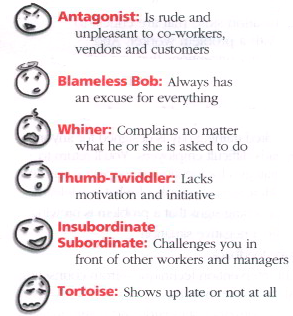 Antagonist: Is rude and
unpleasant to co-workers,
vendors and customers
Blameless Bob: Always has
an excuse for everything
Whiner: Complains no matter
what he or she is asked to do
Thumb-Twiddler: Lacks
motivation and initiative
Insubordinate
Subordinate: Challenges you in
front of other workers and managers
Tortoise: Shows up late or not at all